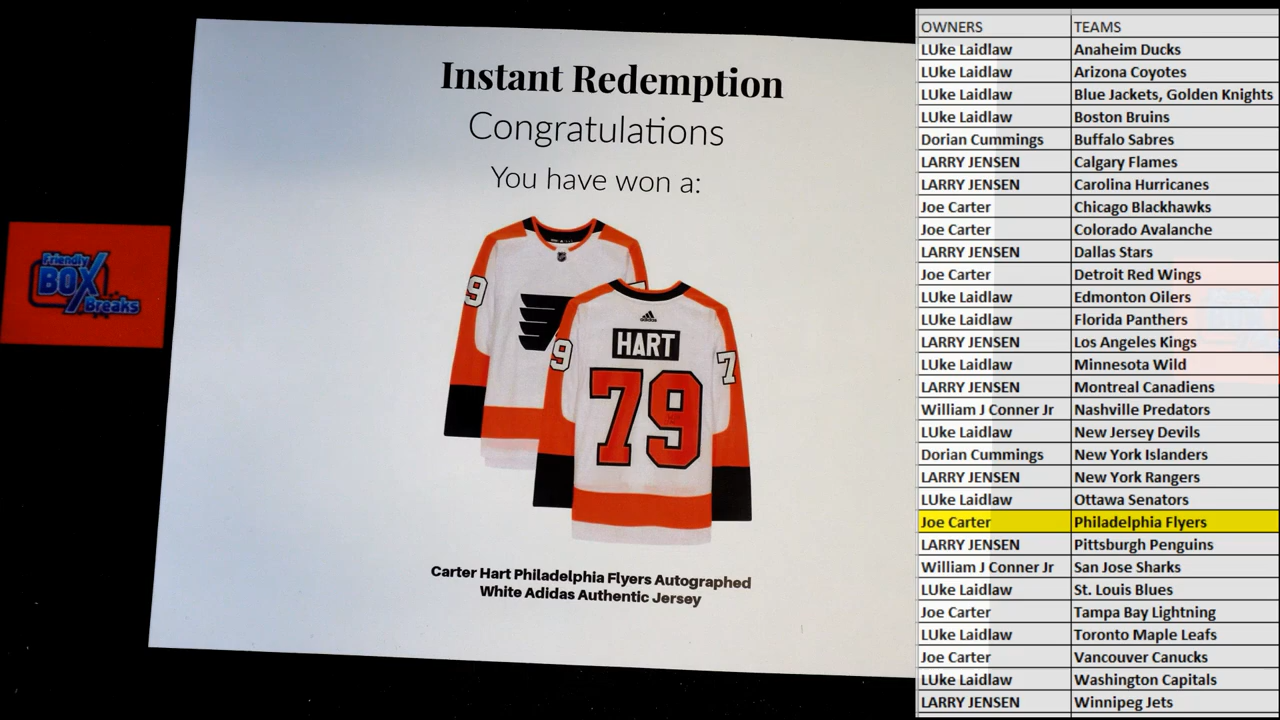 Instant Redemption
Congratulations
You have won a:
9
9
HART
7
79
Carter Hart Philadelphia Flyers Autographed
White Adidas Authentic Jersey
Friendly
BOX
Breaks
OWNERS TEAMS
LUke Laidlaw Anaheim Ducks
LUke Laidlaw Arizona Coyotes
LUke Laidlaw Blue Jackets, Golden Knights
LUke Laidlaw Boston Bruins
Dorian Cummings Buffalo Sabres
LARRY JENSEN Calgary Flames
LARRY JENSEN Carolina Hurricanes
Joe Carter Chicago Blackhawks
Joe Carter Colorado Avalanche
LARRY JENSEN Dallas Stars
Joe Carter Detroit Red Wings
LUke Laidlaw Edmonton Oilers
LUke Laidlaw Florida Panthers
LARRY JENSEN Los Angeles Kings
LUke Laidlaw Minnesota Wild
LARRY JENSEN Montreal Canadiens
William J Conner Jr Nashville Predators
LUke Laidlaw New Jersey Devils
Dorian Cummings New York Islanders
LARRY JENSEN New York Rangers
LUke Laidlaw Ottawa Senators
Joe Carter Philadelphia Flyers
LARRY JENSEN Pittsburgh Penguins
William J Conner Jr San Jose Sharks
LUke Laidlaw St. Louis Blues
Joe Carter Tampa Bay Lightning
LUke Laidlaw Toronto Maple Leafs
Joe Carter Vancouver Canucks
LUke Laidlaw Washington Capitals
LARRY JENSEN Winnipeg Jets